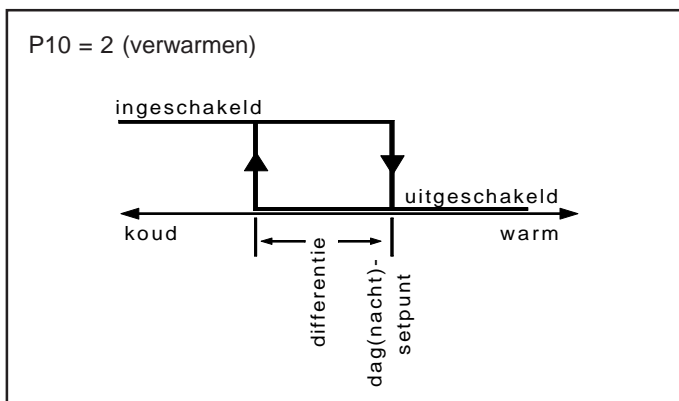 P10 = 2 (verwarmen)
ingeschakeld
uitgeschakeld
koud
warm
differentie
dag(nacht)-
setpunt